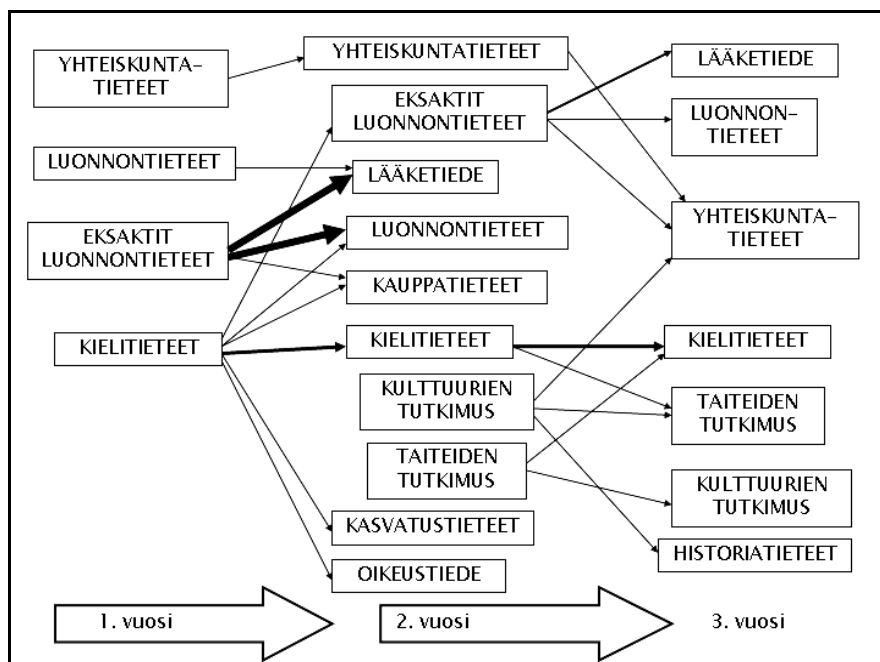 YHTEISKUNTA-
TIETEET
LUONNONTIETEET
EKSAKTIT
LUONNONTIETEET
KIELITIETEET
YHTEISKUNTATIETEET
EKSAKTIT
LUONNONTIETEET
LÄÄKETIEDE
LUONNONTIETEET
KAUPPATIETEET
KIELITIETEET
KULTTUURIEN
TUTKIMUS
TAITEIDEN
TUTKIMUS
KASVATUSTIETEET
OIKEUSTIEDE
LÄÄKETIEDE
LUONNON-
TIETEET
YHTEISKUNTA-
TIETEET
KIELITIETEET
TAITEIDEN
TUTKIMUS
KULTTUURIEN
TUTKIMUS
HISTORIATIETEET
1. vuosi
2. vuosi
3. vuosi